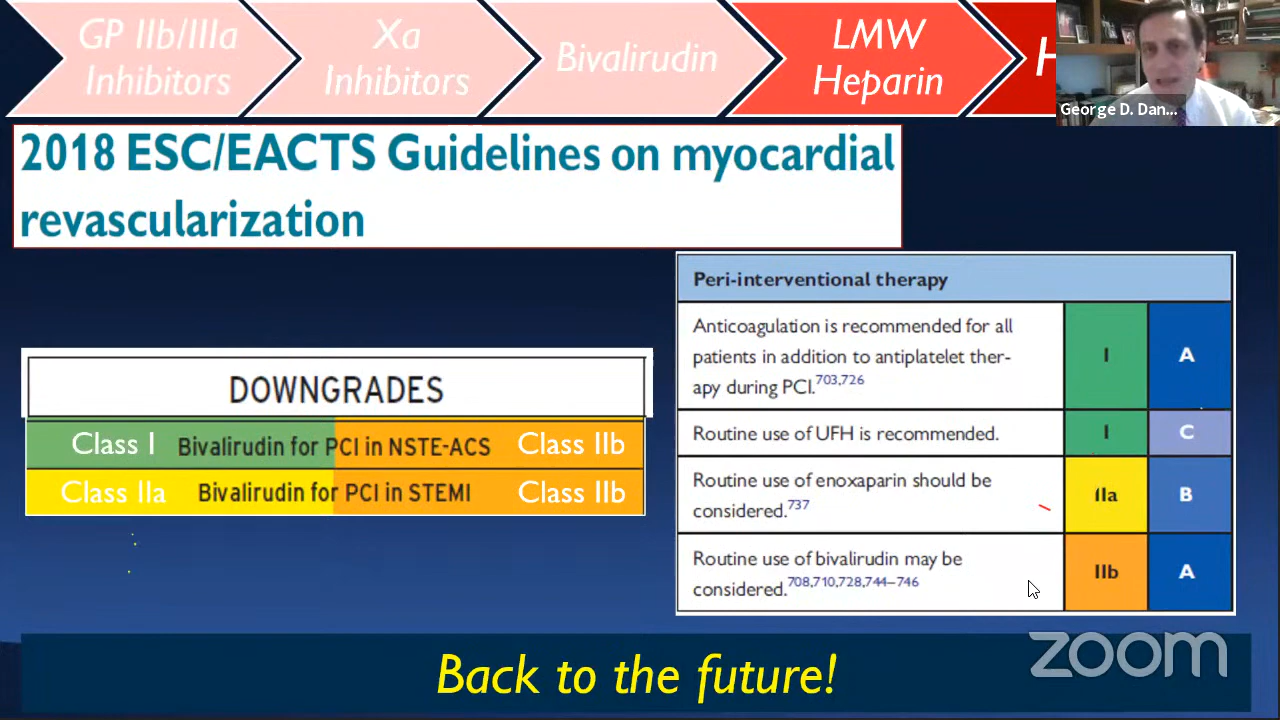 GP IIb/IIIa
Inhibitors
Xa
Inhibitors
Bivalirudin
LMW
Heparin
H
George D. Dan...
2018 ESC/EACTS Guidelines on myocardial
revascularization
DOWNGRADES
Class I Bivalirudin for PCI in NSTE-ACS Class IIb
Class IIa Bivalirudin for PCI in STEMI Class IIb
Peri-interventional therapy
Anticoagulation is recommended for all
patients in addition to antiplatelet ther-
apy during PCI.703,726
I A
Routine use of UFH is recommended. I C
Routine use of enoxaparin should be
considered.737
IIa B
Routine use of bivalirudin may be
considered.708,710,728,744–746
IIb A
Back to the future!
zoom